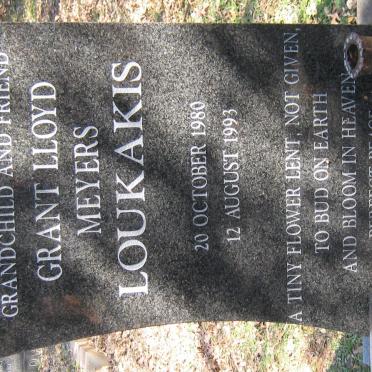 GRANDCHILD AND FRIEND
GRANT LLOYD
MEYERS
LOUKAKIS
20 OCTOBER 1980
12 AUGUST 1993
A TINY FLOWER LENT, NOT GIVEN,
TO BUD ON EARTH
AND BLOOM IN HEAVEN